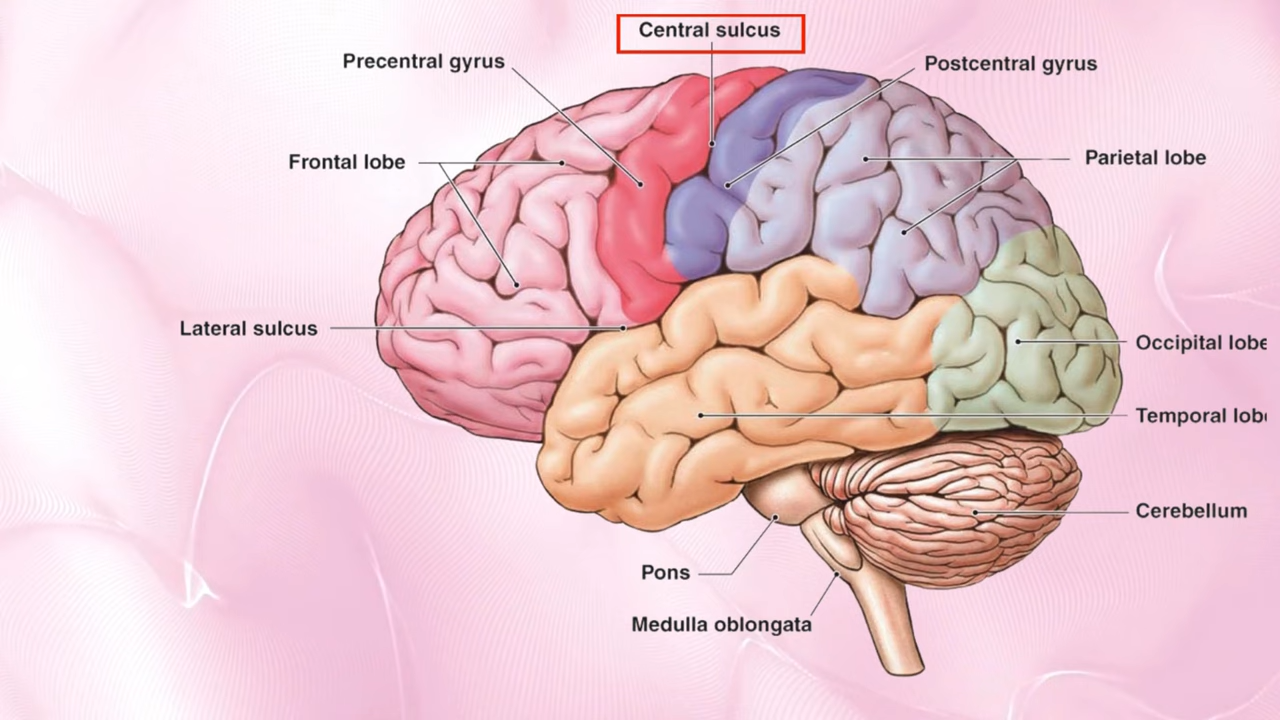 Central sulcus
Precentral gyrus
Postcentral gyrus
Frontal lobe
Parietal lobe
Lateral sulcus
Occipital lobe
Temporal lob
Cerebellum
Pons
Medulla oblongata